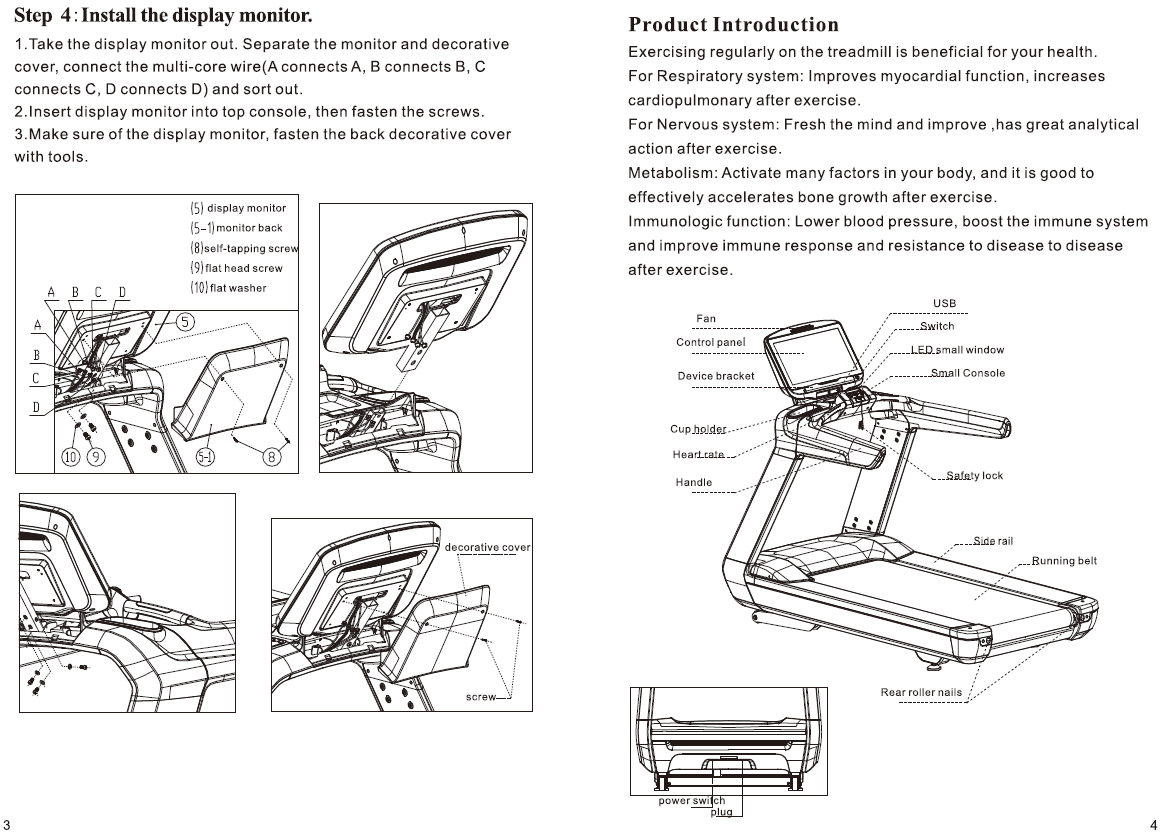 Step 4:Install the display monitor.
1.Take the display monitor out. Separate the monitor and decorative
cover, connect the multi-core wire(A connects A, B connects B, C
connects C, D connects D) and sort out.
2.Insert display monitor into top console, then fasten the screws.
3.Make sure of the display monitor, fasten the back decorative cover
with tools.
(5) display monitor
(5-1) monitor back
(8) self-tapping screw
(9) flat head screw
(10) flat washer
A B C D
A
B
C
D
5
10
9
5-1
8
decorative cover
screw
3
Product Introduction
Exercising regularly on the treadmill is beneficial for your health.
For Respiratory system: Improves myocardial function, increases
cardiopulmonary after exercise.
For Nervous system: Fresh the mind and improve ,has great analytical
action after exercise.
Metabolism: Activate many factors in your body, and it is good to
effectively accelerates bone growth after exercise.
Immunologic function: Lower blood pressure, boost the immune system
and improve immune response and resistance to disease to disease
after exercise.
Fan
Control panel
Device bracket
Cup holder
Heart rate
Handle
USB
Switch
LED small window
Small Console
Safety lock
Side rail
Running belt
Rear roller nails
power switch
plug
4